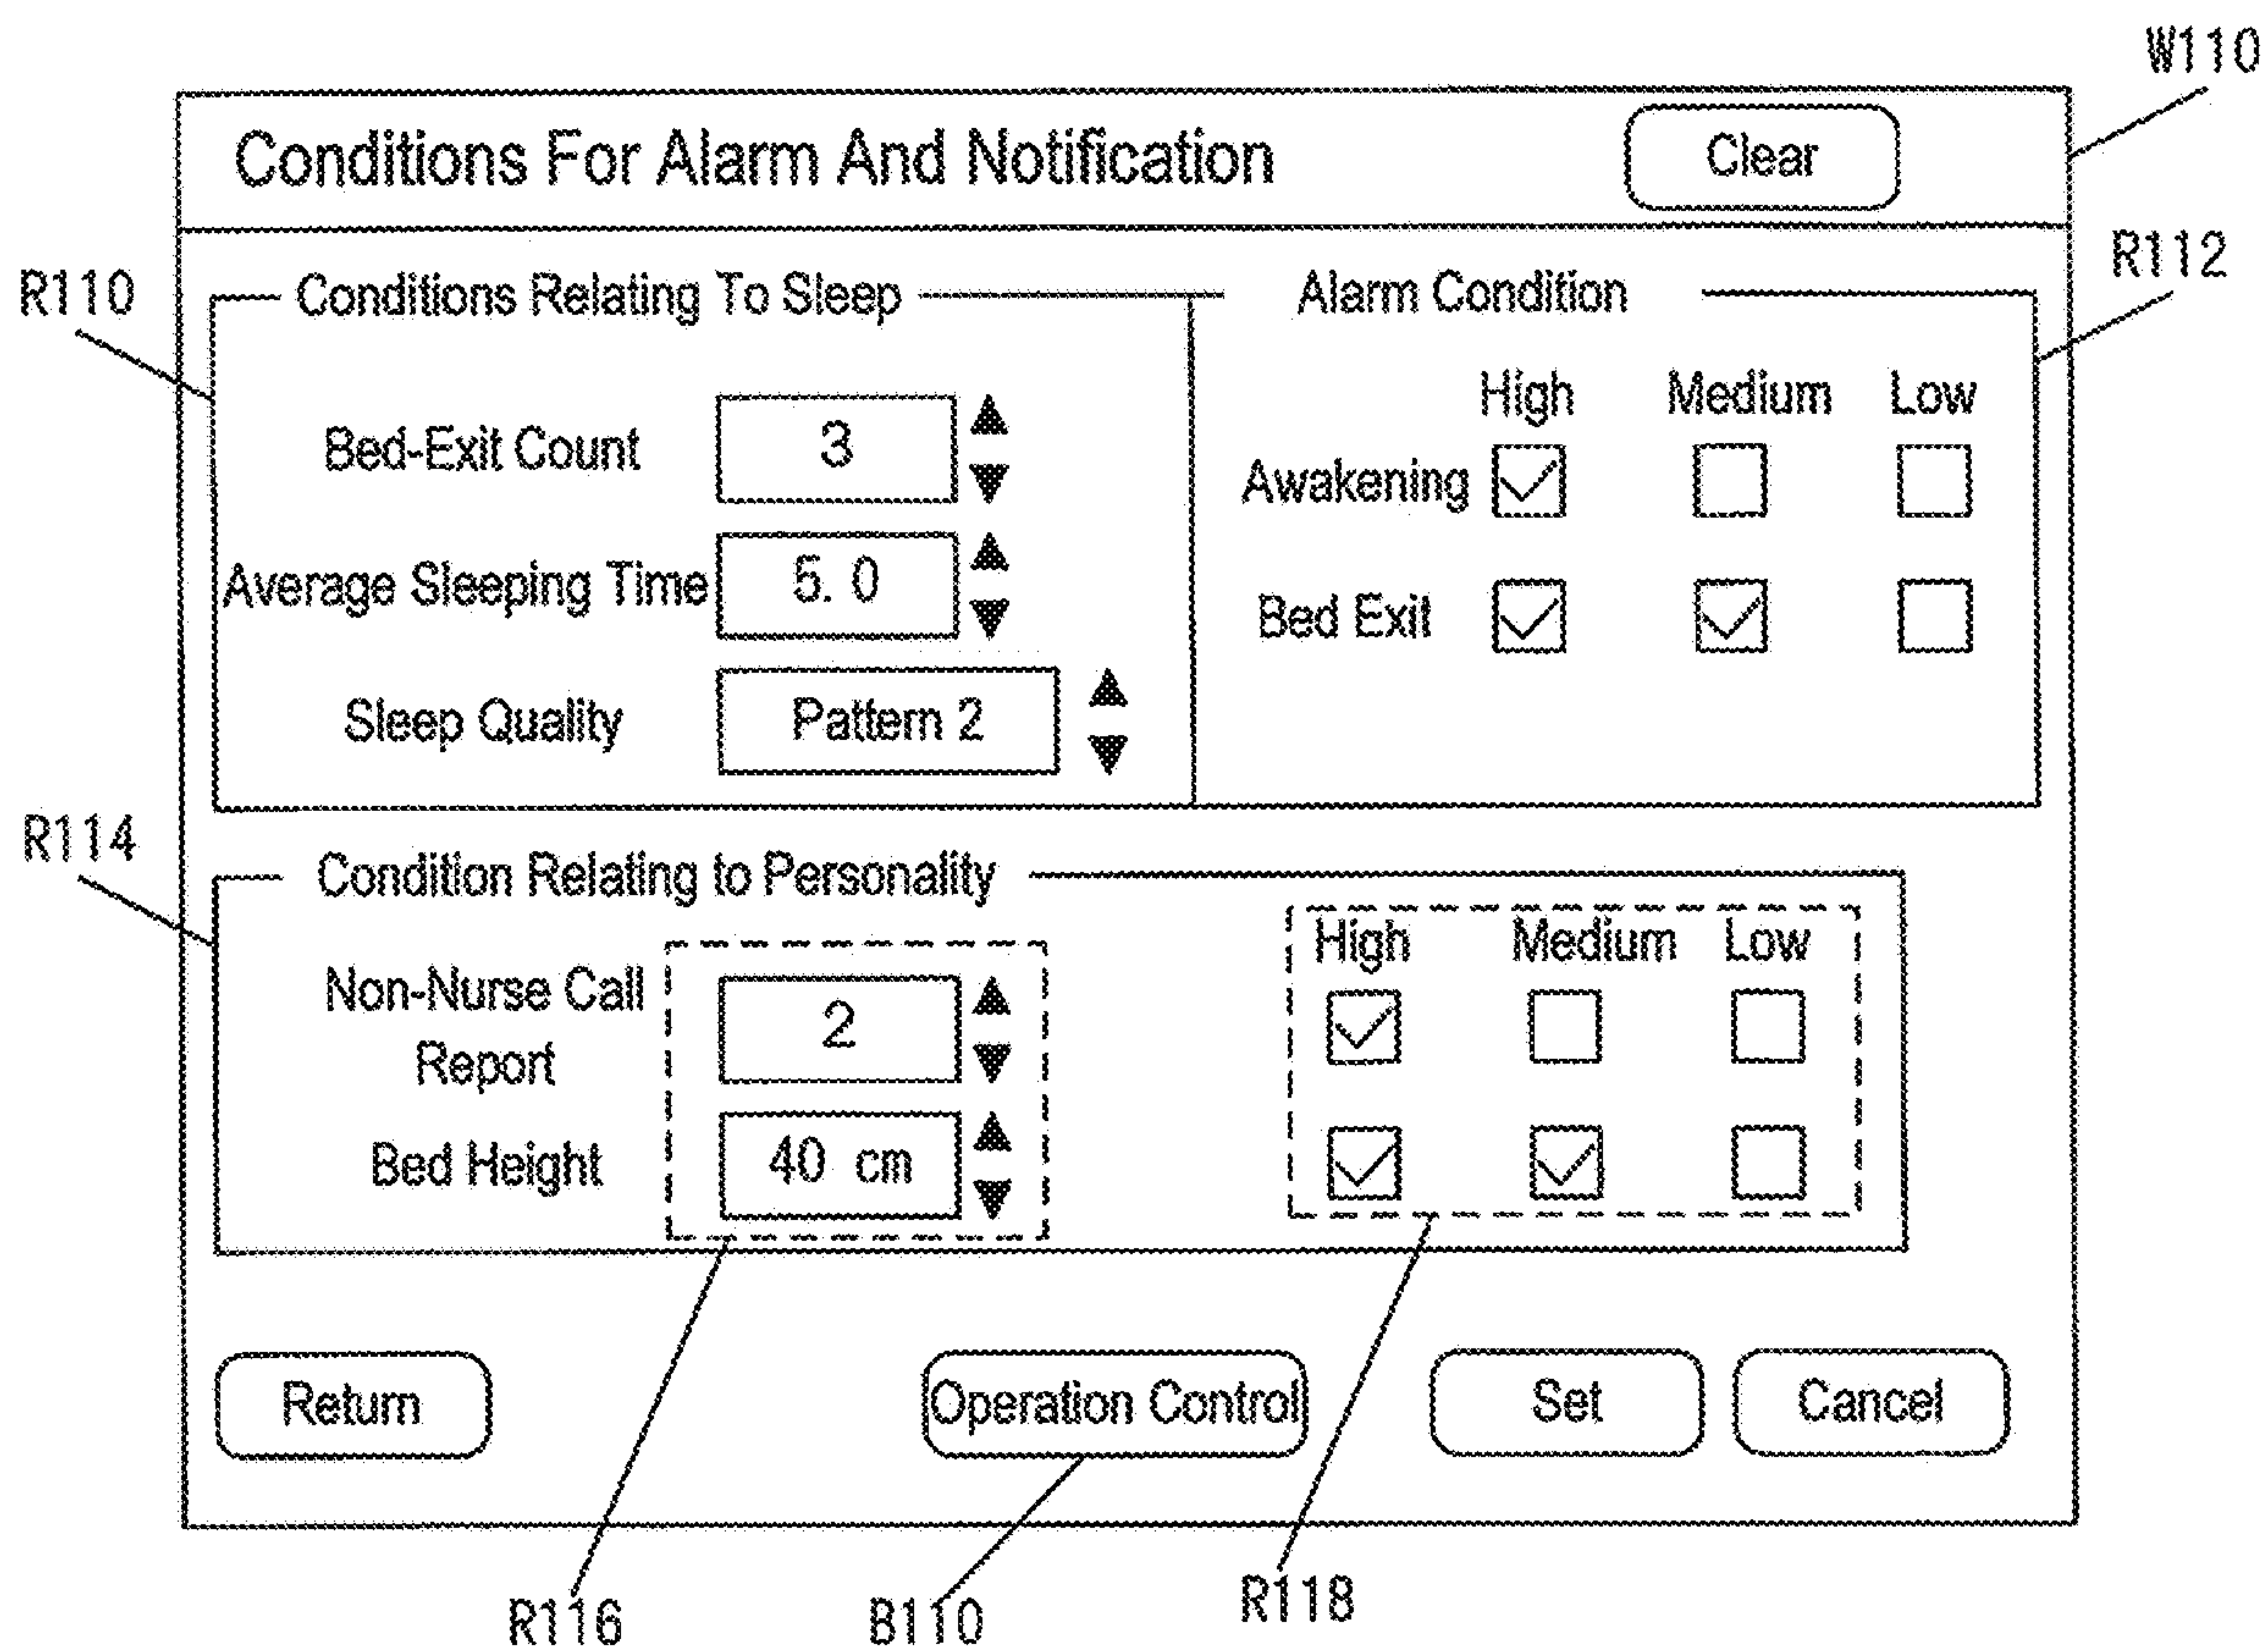 W110
Conditions For Alarm And Notification
Clear
R110
Conditions Relating To Sleep
Alarm Condition
R112
High Medium Low
Bed-Exit Count
3
Awakening
Average Sleeping Time
5. 0
Bed Exit
Sleep Quality
Pattern 2
R114
Condition Relating to Personality
High Medium Low
Non-Nurse Call
Report
2
Bed Height
40 cm
Return
Operation Control
Set
Cancel
R116
B110
R118